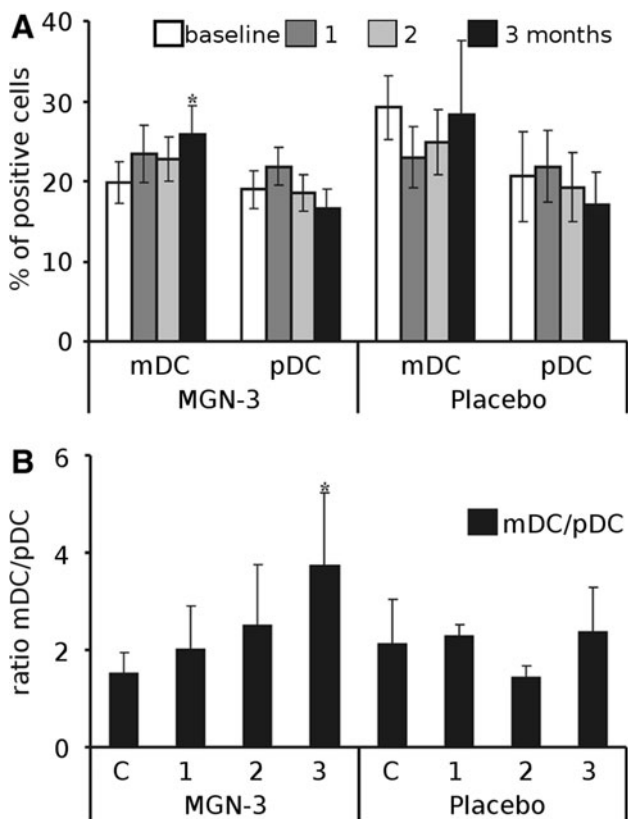 A
baseline 1 2 3 months
% of positive cells
40
30
20
10
0
*
mDC pDC mDC pDC
MGN-3 Placebo
B
mDC/pDC
ratio mDC/pDC
6
4
2
0
*
C 1 2 3 C 1 2 3
MGN-3 Placebo